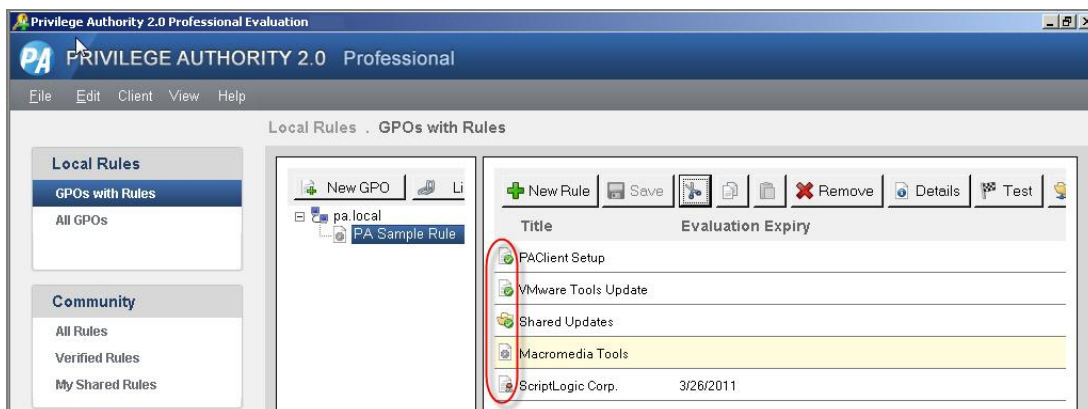 Privilege Authority 2.0 Professional Evaluation
PA PRIVILEGE AUTHORITY 2.0 Professional
File Edit Client View Help
Local Rules . GPOs with Rules
Local Rules
GPOs with Rules
All GPOs
Community
All Rules
Verified Rules
My Shared Rules
New GPO Li
pa.local
PA Sample Rule
New Rule Save Remove Details Test
Title Evaluation Expiry
PAClient Setup
VMware Tools Update
Shared Updates
Macromedia Tools
ScriptLogic Corp. 3/26/2011